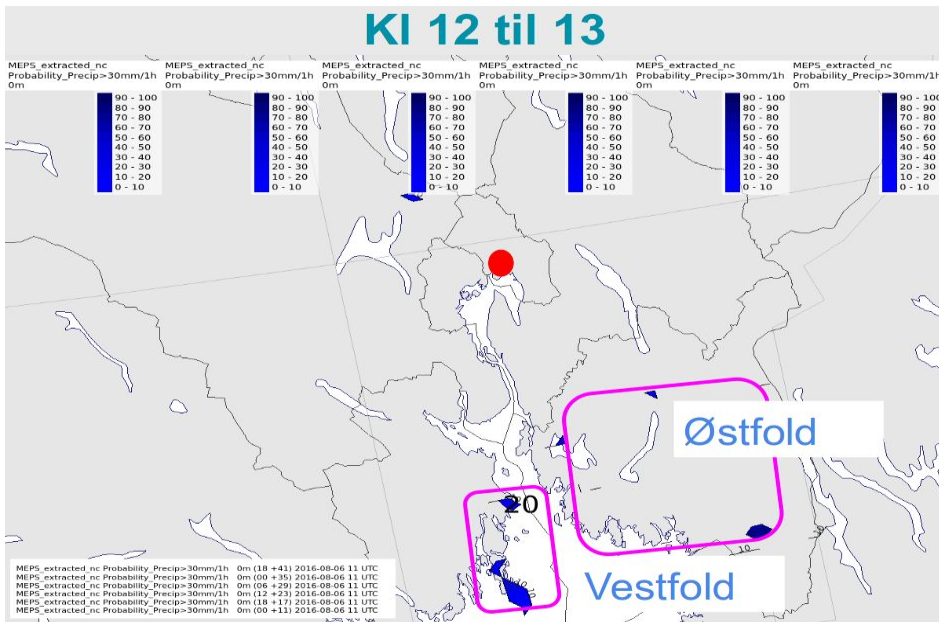 Kl 12 til 13
MEPS_extracted_nc MEPS_extracted_nc MEPS_extracted_nc MEPS_extracted_nc MEPS_extracted_nc MEPS_extracted_nc
Probability_Precip>30mm/1h Probability_Precip>30mm/1h Probability_Precip>30mm/1h Probability_Precip>30mm/1h Probability_Precip>30mm/1h Probability_Precip>30mm/1h
0m 0m 0m 0m 0m 0m
90 - 100 90 - 100 90 - 100 90 - 100 90 - 100 90 - 100
80 - 90 80 - 90 80 - 90 80 - 90 80 - 90 80 - 90
70 - 80 70 - 80 70 - 80 70 - 80 70 - 80 70 - 80
60 - 70 60 - 70 60 - 70 60 - 70 60 - 70 60 - 70
50 - 60 50 - 60 50 - 60 50 - 60 50 - 60 50 - 60
40 - 50 40 - 50 40 - 50 40 - 50 40 - 50 40 - 50
30 - 40 30 - 40 30 - 40 30 - 40 30 - 40 30 - 40
20 - 30 20 - 30 20 - 30 20 - 30 20 - 30 20 - 30
10 - 20 10 - 20 10 - 20 10 - 20 10 - 20 10 - 20
0 - 10 0 - 10 0 - 10 0 - 10 0 - 10 0 - 10
Østfold
20
10
Vestfold
MEPS_extracted_nc Probability_Precip>30mm/1h 0m (18 +41) 2016-08-06 11 UTC
MEPS_extracted_nc Probability_Precip>30mm/1h 0m (00 +35) 2016-08-06 11 UTC
MEPS_extracted_nc Probability_Precip>30mm/1h 0m (06 +29) 2016-08-06 11 UTC
MEPS_extracted_nc Probability_Precip>30mm/1h 0m (12 +23) 2016-08-06 11 UTC
MEPS_extracted_nc Probability_Precip>30mm/1h 0m (18 +17) 2016-08-06 11 UTC
MEPS_extracted_nc Probability_Precip>30mm/1h 0m (00 +11) 2016-08-06 11 UTC